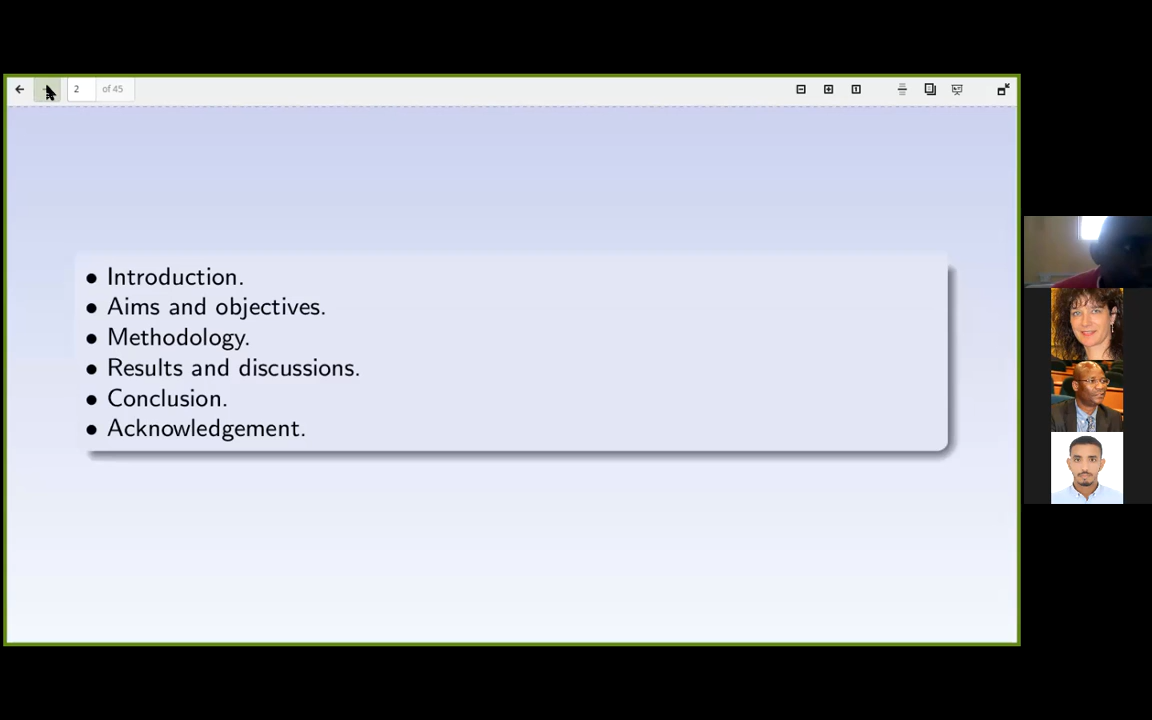 2 of 45
● Introduction.
● Aims and objectives.
● Methodology.
● Results and discussions.
● Conclusion.
● Acknowledgement.